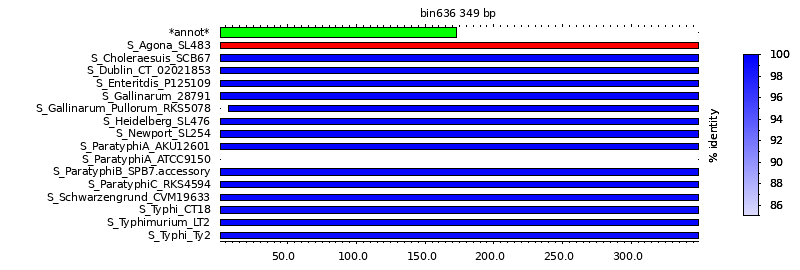 bin636 349 bp
*annot*
S_Agona_SL483
S_Choleraesuis_SCB67
S_Dublin_CT_02021853
S_Enteritdis_P125109
S_Gallinarum_28791
S_Gallinarum_Pullorum_RKS5078
S_Heidelberg_SL476
S_Newport_SL254
S_ParatyphiA_AKU12601
S_ParatyphiA_ATCC9150
S_ParatyphiB_SPB7.accessory
S_ParatyphiC_RKS4594
S_Schwarzengrund_CVM19633
S_Typhi_CT18
S_Typhimurium_LT2
S_Typhi_Ty2
50.0 100.0 150.0 200.0 250.0 300.0
% identity
100
98
96
94
92
90
88
86